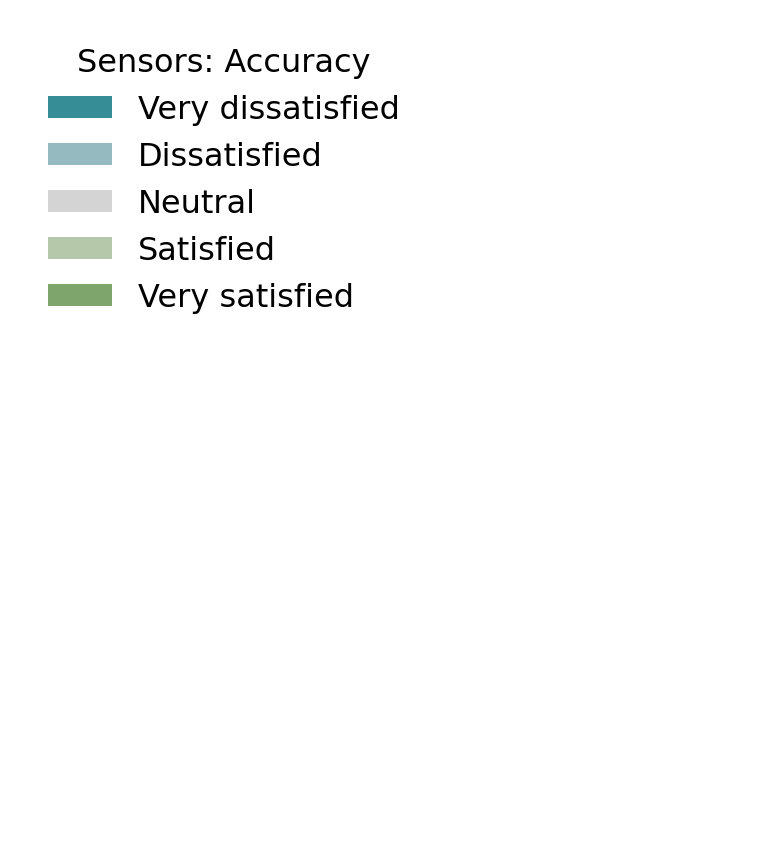 Sensors: Accuracy
Very dissatisfied
Dissatisfied
Neutral
Satisfied
Very satisfied